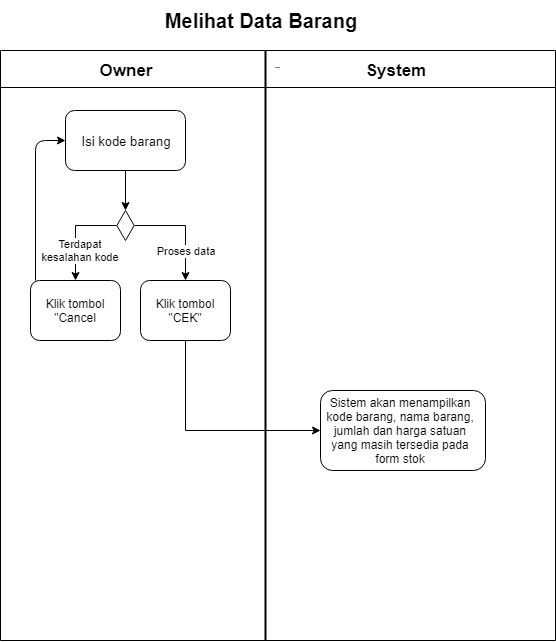 Melihat Data Barang
Owner
System
Isi kode barang
Terdapat
kesalahan kode
Proses data
Klik tombol
"Cancel
Klik tombol
"CEK"
Sistem akan menampilkan
kode barang, nama barang,
jumlah dan harga satuan
yang masih tersedia pada
form stok